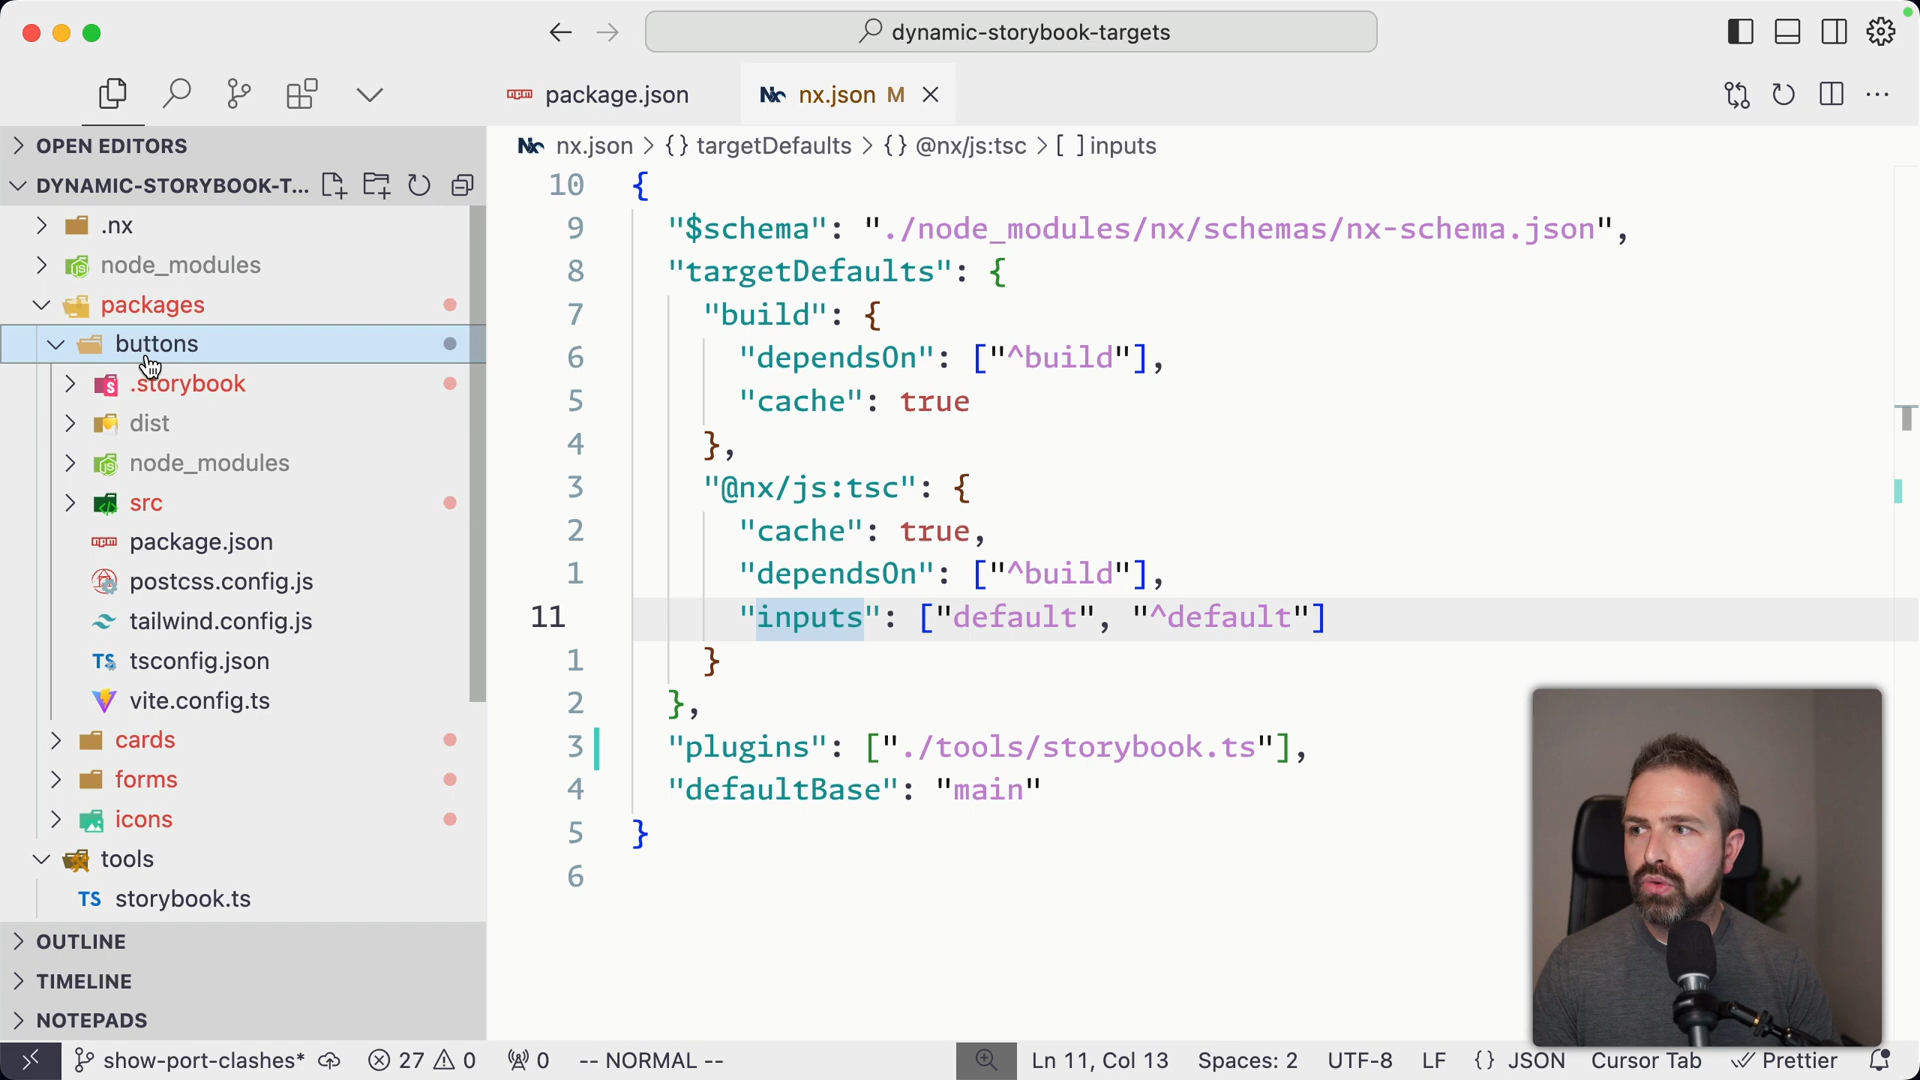 dynamic-storybook-targets
package.json
nx.json M
OPEN EDITORS
DYNAMIC-STORYBOOK-T...
.nx
node_modules
packages
buttons
.storybook
dist
node_modules
src
package.json
postcss.config.js
tailwind.config.js
TS tsconfig.json
vite.config.ts
cards
forms
icons
tools
TS storybook.ts
OUTLINE
TIMELINE
NOTEPADS
nx.json > {} targetDefaults > {} @nx/js:tsc > [ ] inputs
10 {
9 "$schema": "./node_modules/nx/schemas/nx-schema.json",
8 "targetDefaults": {
7 "build": {
6 "dependsOn": ["^build"],
5 "cache": true
4 },
3 "@nx/js:tsc": {
2 "cache": true,
1 "dependsOn": ["^build"],
11 "inputs": ["default", "^default"]
1 }
2 },
3 "plugins": ["./tools/storybook.ts"],
4 "defaultBase": "main"
5 }
6
show-port-clashes* 27 0 0 -- NORMAL -- Ln 11, Col 13 Spaces: 2 UTF-8 LF {} JSON Cursor Tab Prettier